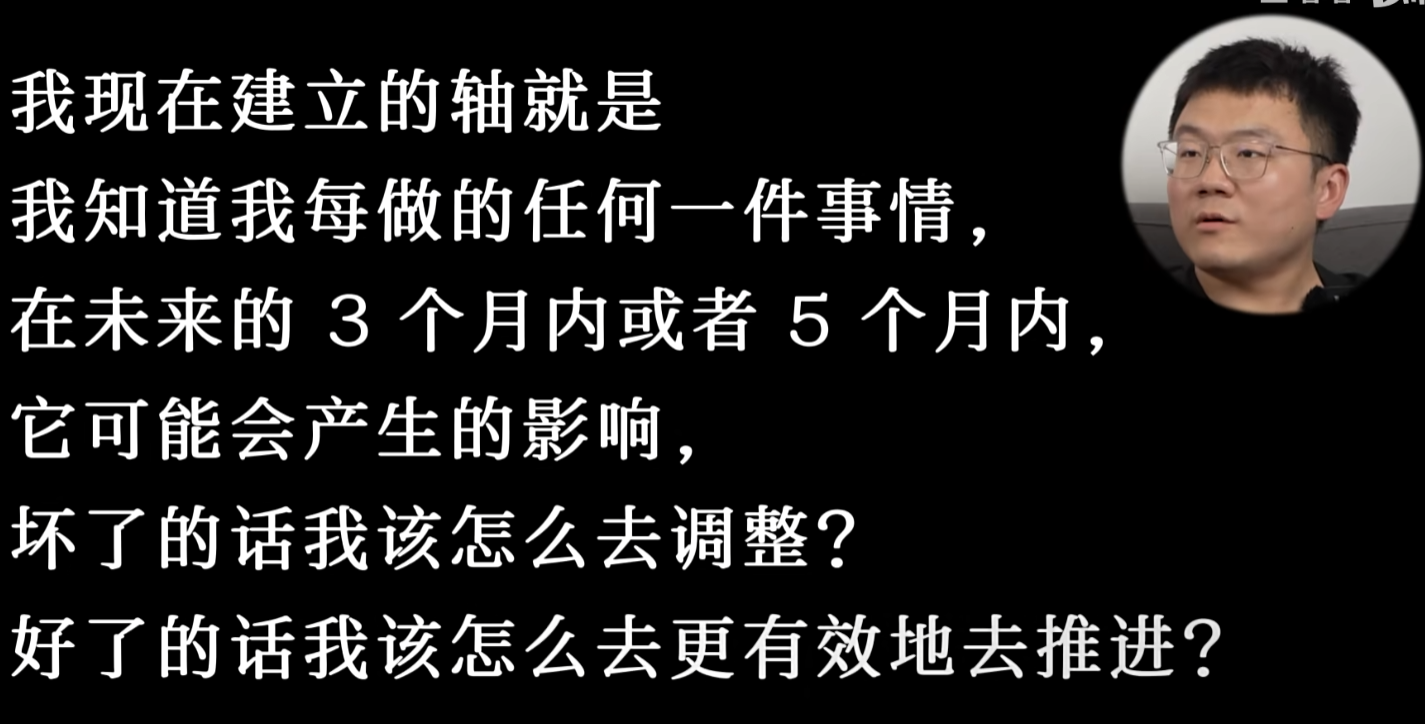 我现在建立的轴就是
我知道我每做的任何一件事情，
在未来的 3 个月内或者 5 个月内，
它可能会产生的影响，
坏了的话我该怎么去调整？
好了的话我该怎么去更有效地去推进？